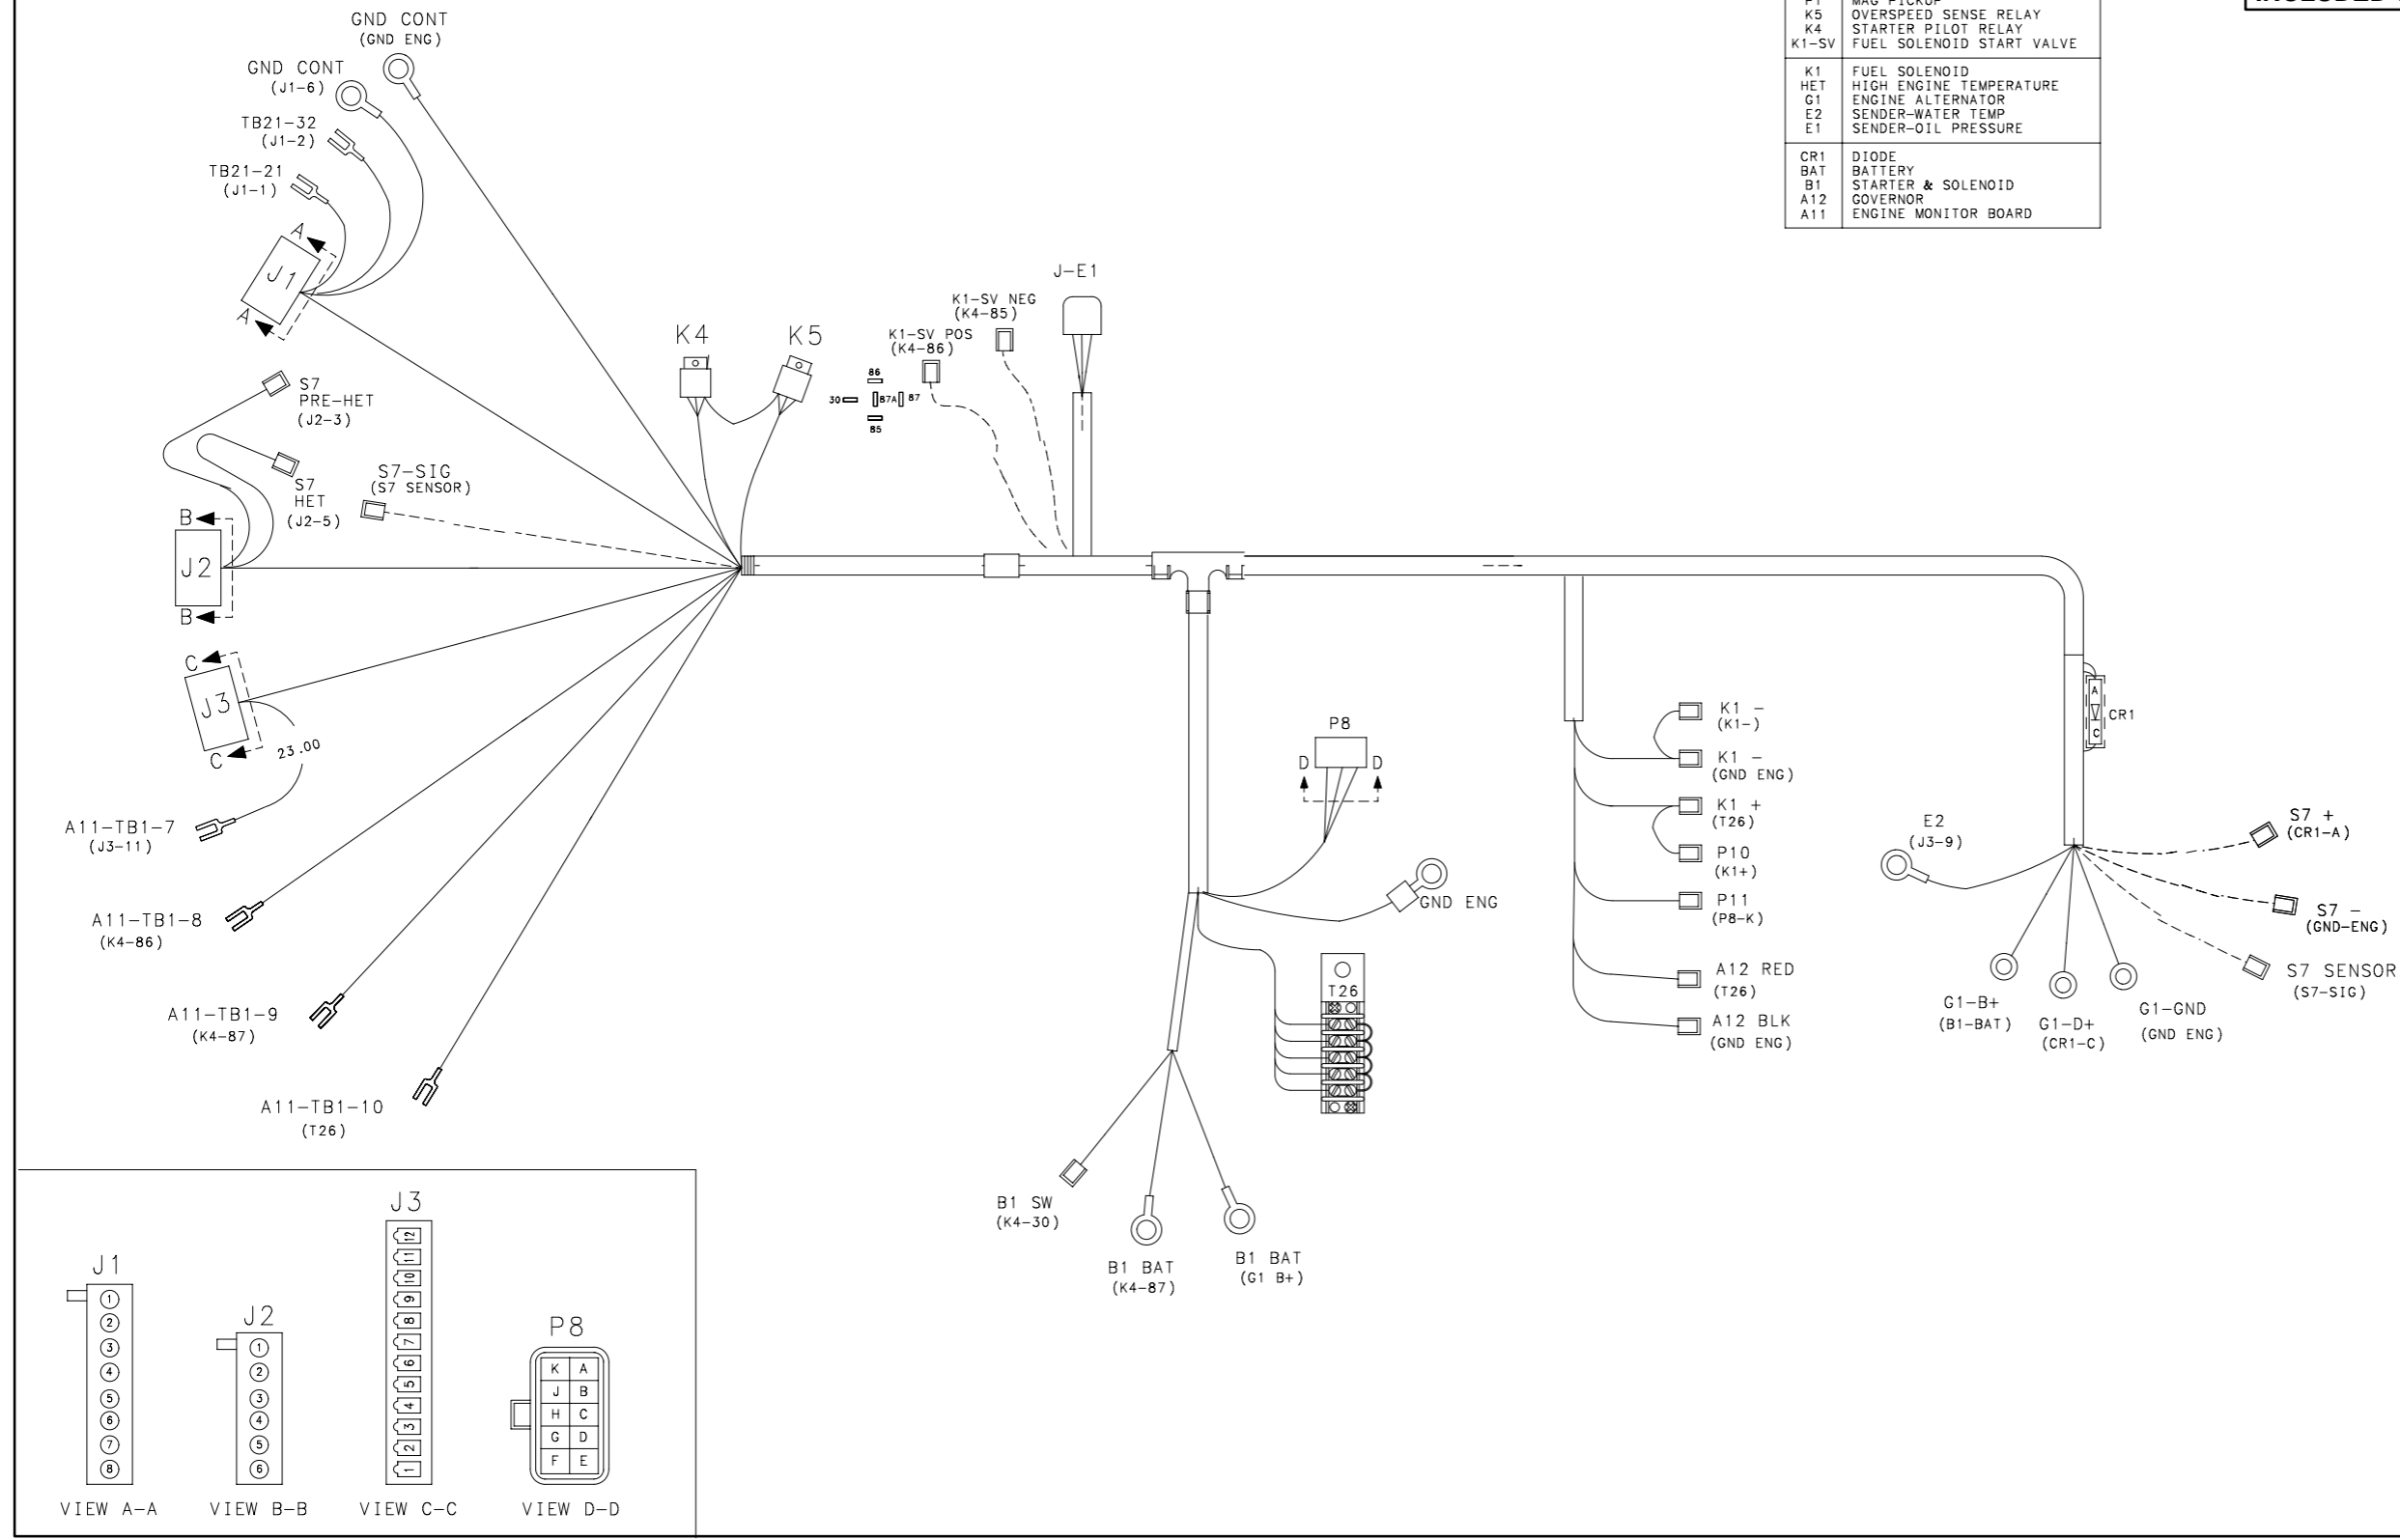 GND CONT
(GND ENG)
GND CONT
(J1-6)
TB21-32
(J1-2)
TB21-21
(J1-1)
A
J1
A
S7
PRE-HET
(J2-3)
S7
HET
(J2-5)
S7-SIG
(S7 SENSOR)
B
J2
B
C
J3
C
23.00
A11-TB1-7
(J3-11)
A11-TB1-8
(K4-86)
A11-TB1-9
(K4-87)
A11-TB1-10
(T26)
K4
K5
86
30
87A
87
85
K1-SV POS
(K4-86)
K1-SV NEG
(K4-85)
J-E1
K5 OVERSPEED SENSE RELAY
K4 STARTER PILOT RELAY
K1-SV FUEL SOLENOID START VALVE
K1 FUEL SOLENOID
HET HIGH ENGINE TEMPERATURE
G1 ENGINE ALTERNATOR
E2 SENDER-WATER TEMP
E1 SENDER-OIL PRESSURE
CR1 DIODE
BAT BATTERY
B1 STARTER & SOLENOID
A12 GOVERNOR
A11 ENGINE MONITOR BOARD
P8
D
D
GND ENG
T26
B1 SW
(K4-30)
B1 BAT
(K4-87)
B1 BAT
(G1 B+)
K1 -
(K1-)
K1 -
(GND ENG)
K1 +
(T26)
P10
(K1+)
P11
(P8-K)
A12 RED
(T26)
A12 BLK
(GND ENG)
A
C
CR1
E2
(J3-9)
G1-B+
(B1-BAT)
G1-D+
(CR1-C)
G1-GND
(GND ENG)
S7 +
(CR1-A)
S7 -
(GND-ENG)
S7 SENSOR
(S7-SIG)
J1
1
2
3
4
5
6
7
8
VIEW A-A
J2
1
2
3
4
5
6
VIEW B-B
J3
12
11
10
9
8
7
6
5
4
3
2
1
VIEW C-C
P8
K A
J B
H C
G D
F E
VIEW D-D